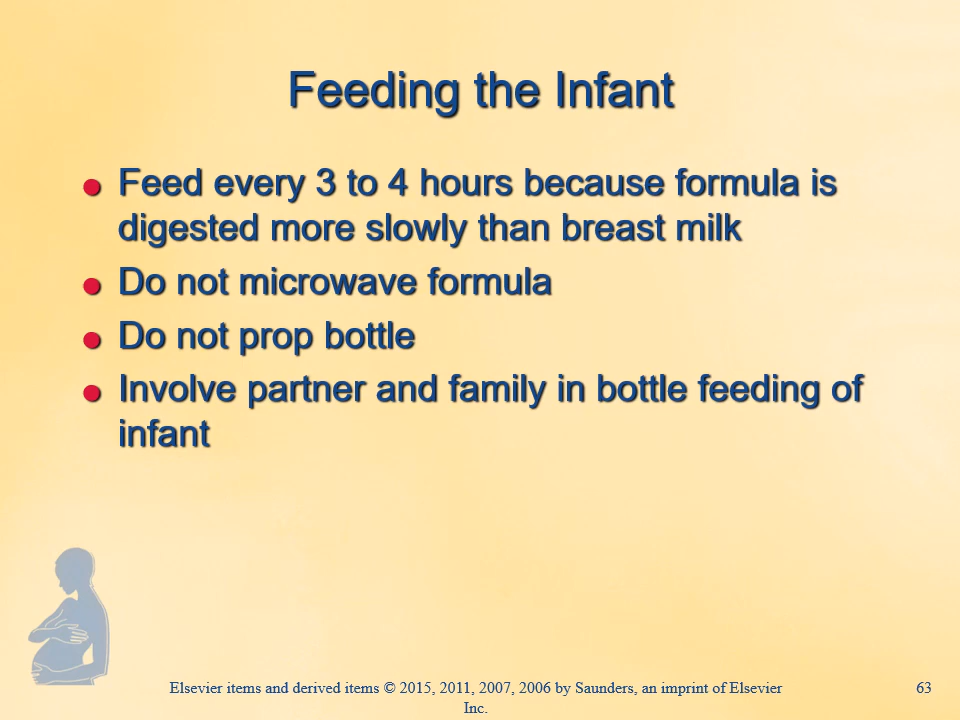 Feeding the Infant
Feed every 3 to 4 hours because formula is
digested more slowly than breast milk
Do not microwave formula
Do not prop bottle
Involve partner and family in bottle feeding of
infant
Elsevier items and derived items © 2015, 2011, 2007, 2006 by Saunders, an imprint of Elsevier
Inc.
63